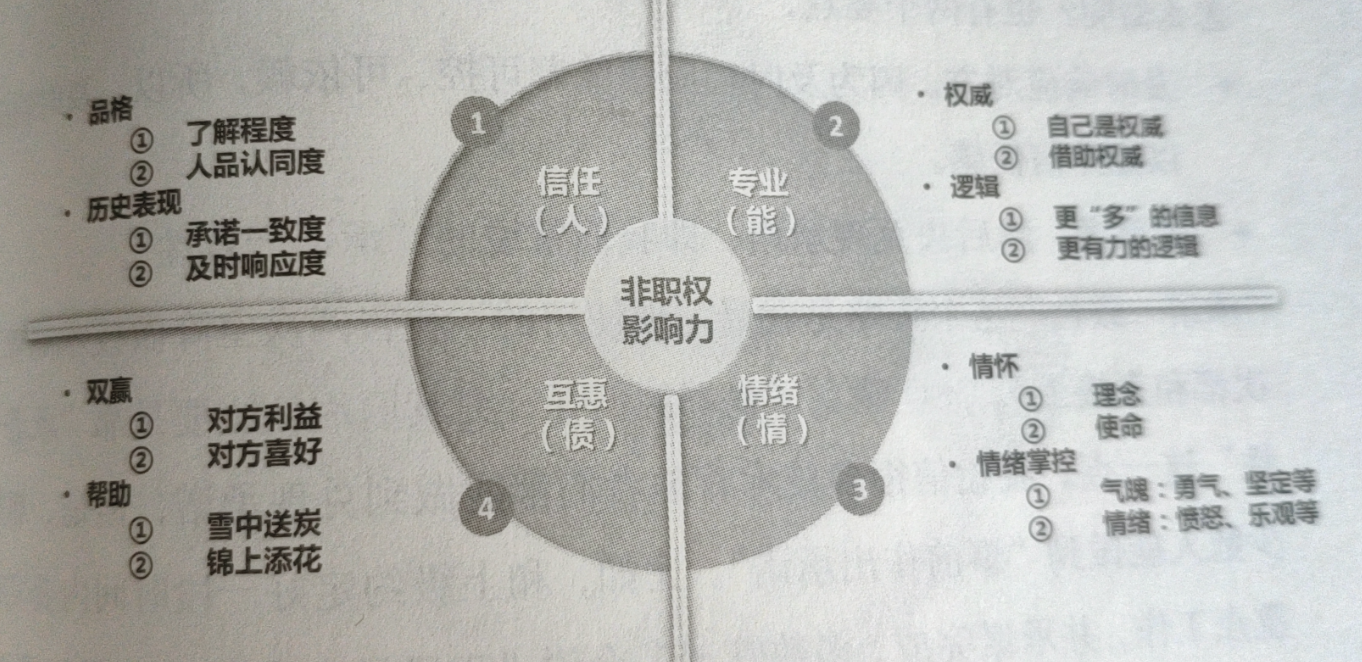 • 品格
① 了解程度
② 人品认同度
• 历史表现
① 承诺一致度
② 及时响应度
1
信任
（人）
2
专业
（能）
• 权威
① 自己是权威
② 借助权威
• 逻辑
① 更“多”的信息
② 更有力的逻辑
非职权
影响力
• 双赢
① 对方利益
② 对方喜好
• 帮助
① 雪中送炭
② 锦上添花
互惠
（债）
4
情绪
（情）
3
• 情怀
① 理念
② 使命
• 情绪掌控
① 气魄：勇气、坚定等
② 情绪：愤怒、乐观等